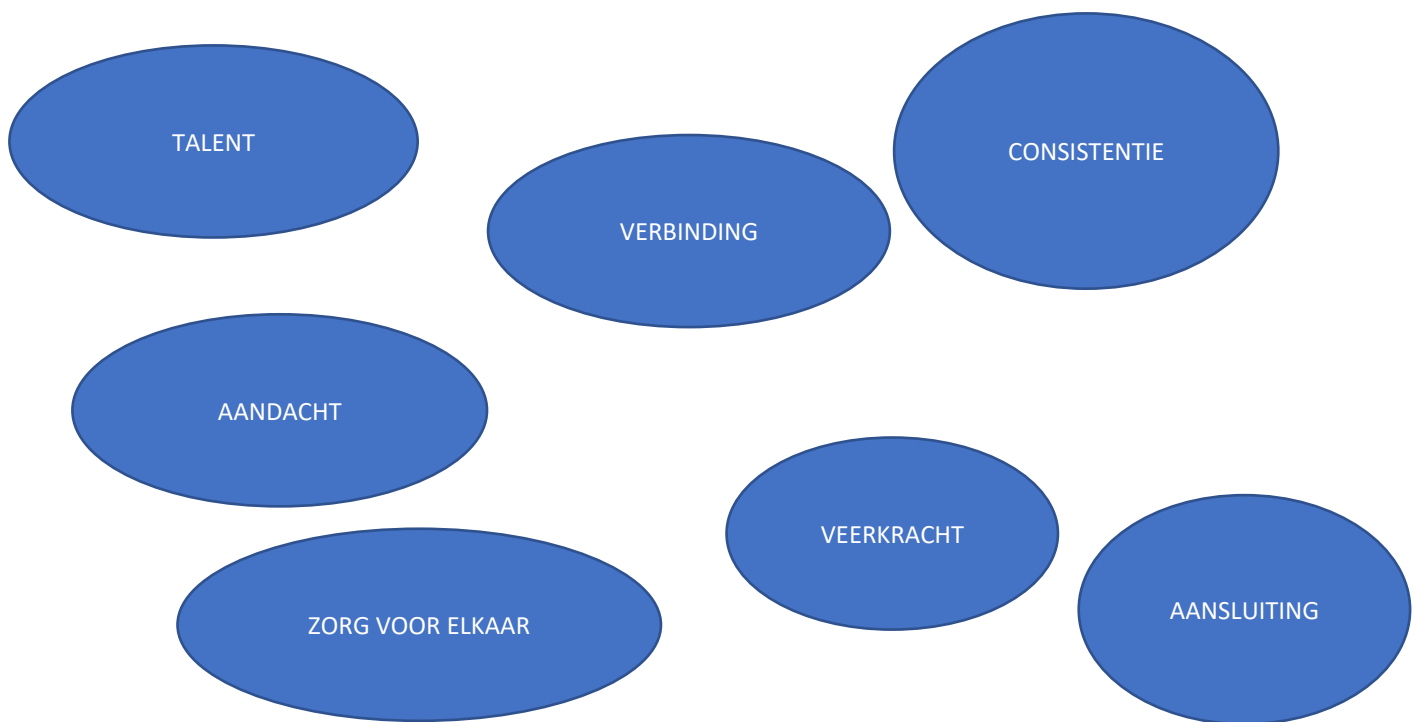 TALENT
CONSISTENTIE
VERBINDING
AANDACHT
VEERKRACHT
AANSLUITING
ZORG VOOR ELKAAR